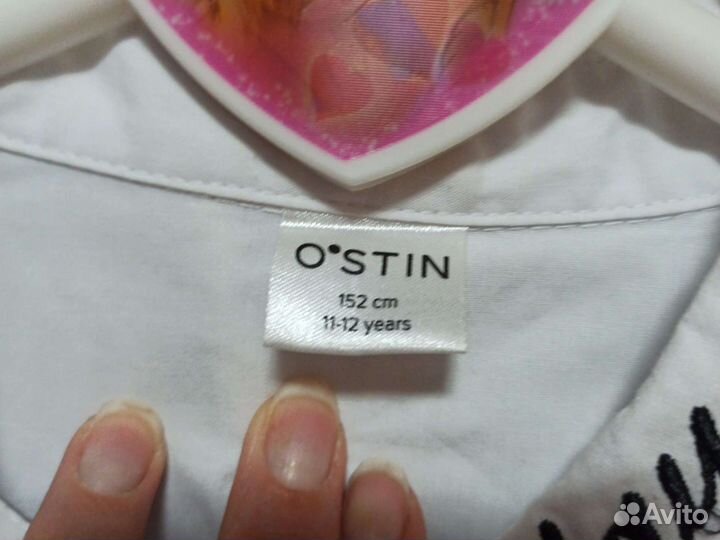 O'STIN
152 cm
11-12 years
Avito